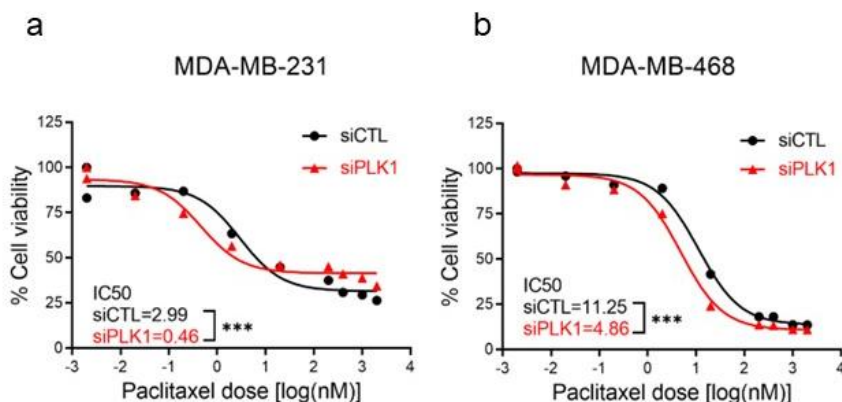 a
MDA-MB-231
125
100
75
50
25
0
% Cell viability
siCTL
siPLK1
IC50
siCTL=2.99
siPLK1=0.46
***
-3 -2 -1 0 1 2 3 4
Paclitaxel dose [log(nM)]
b
MDA-MB-468
125
100
75
50
25
0
% Cell viability
siCTL
siPLK1
IC50
siCTL=11.25
siPLK1=4.86
***
-3 -2 -1 0 1 2 3 4
Paclitaxel dose [log(nM)]